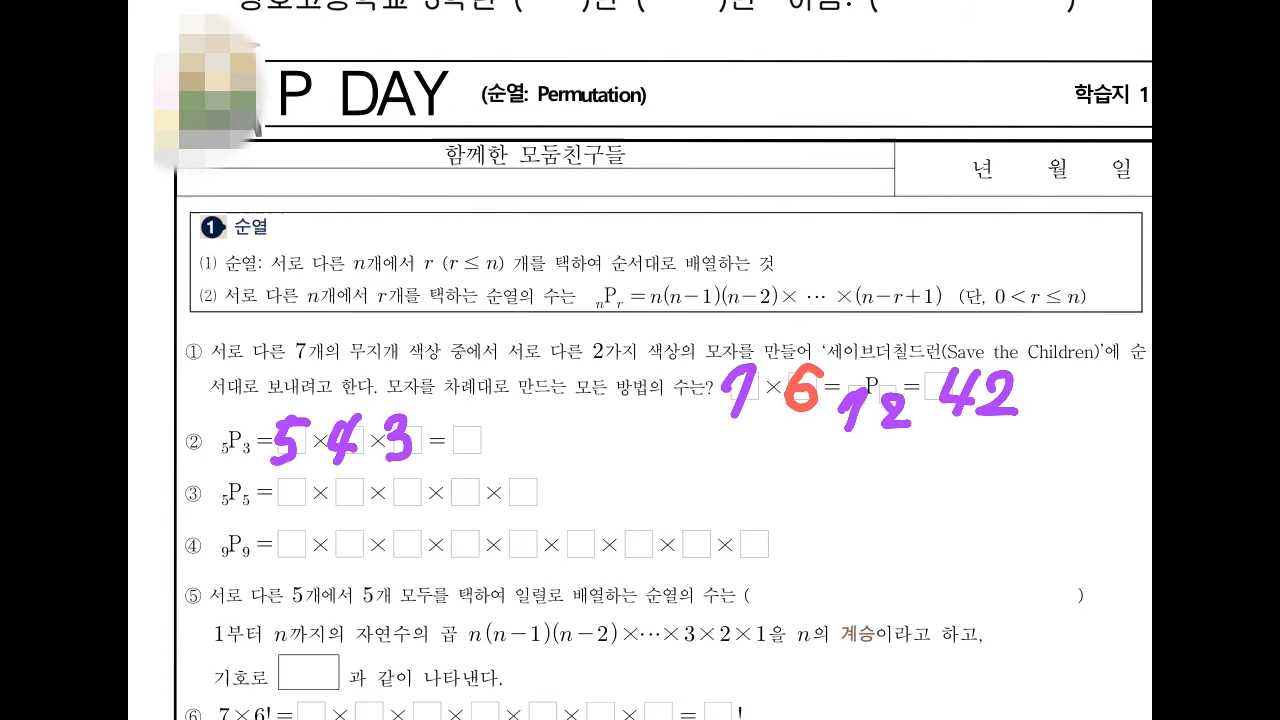 P DAY (순열: Permutation) 학습지 1
함께한 모둠친구들
년 월 일
1 순열
(1) 순열: 서로 다른 n개에서 r (r ≤ n) 개를 택하여 순서대로 배열하는 것
(2) 서로 다른 n개에서 r개를 택하는 순열의 수는 ₙPᵣ = n(n−1)(n−2)× ⋯ ×(n−r+1) (단, 0 < r ≤ n)
① 서로 다른 7개의 무지개 색상 중에서 서로 다른 2가지 색상의 모자를 만들어 ‘세이브더칠드런(Save the Children)’에 순
서대로 보내려고 한다. 모자를 차례대로 만드는 모든 방법의 수는? 7 × 6 = ₇P₂ = 42
② ₅P₃ = 5 × 4 × 3 = □
③ ₅P₅ = □ × □ × □ × □ × □
④ ₉P₉ = □ × □ × □ × □ × □ × □ × □ × □ × □
⑤ 서로 다른 5개에서 5개 모두를 택하여 일렬로 배열하는 순열의 수는 ( )
1부터 n까지의 자연수의 곱 n(n−1)(n−2)×⋯×3×2×1을 n의 계승이라고 하고,
기호로 □ 과 같이 나타낸다.
⑥ 7×6! = □ × □ × □ × □ × □ × □ × □ = □ !